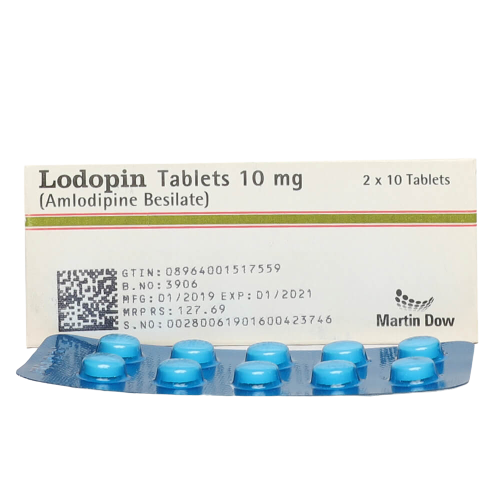 Lodopin Tablets 10 mg 2 x 10 Tablets
(Amlodipine Besilate)
GTIN: 08964001517559
B.NO: 3906
MFG: 01/2019 EXP: 01/2021
MRP RS: 127.69
S.NO: 00280061901600423746
Martin Dow